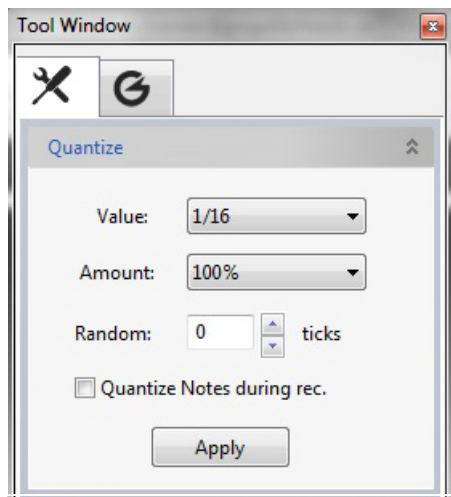 Tool Window
Quantize
Value: 1/16
Amount: 100%
Random: 0 ticks
Quantize Notes during rec.
Apply